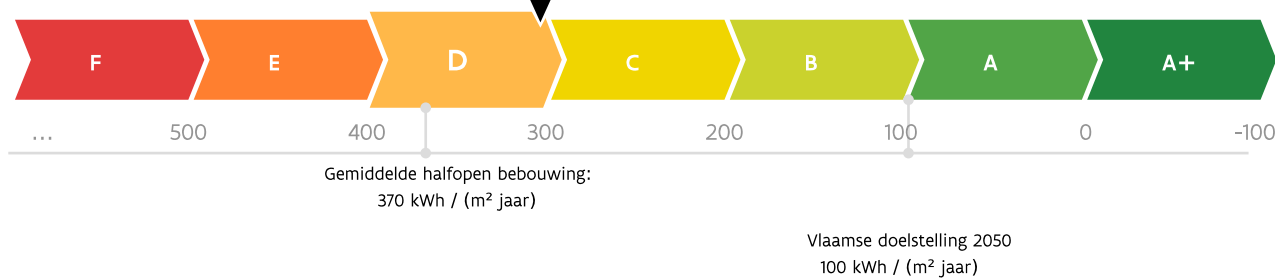 F E D C B A A+
... 500 400 300 200 100 0 -100
Gemiddelde halfopen bebouwing:
370 kWh / (m² jaar)
Vlaamse doelstelling 2050
100 kWh / (m² jaar)